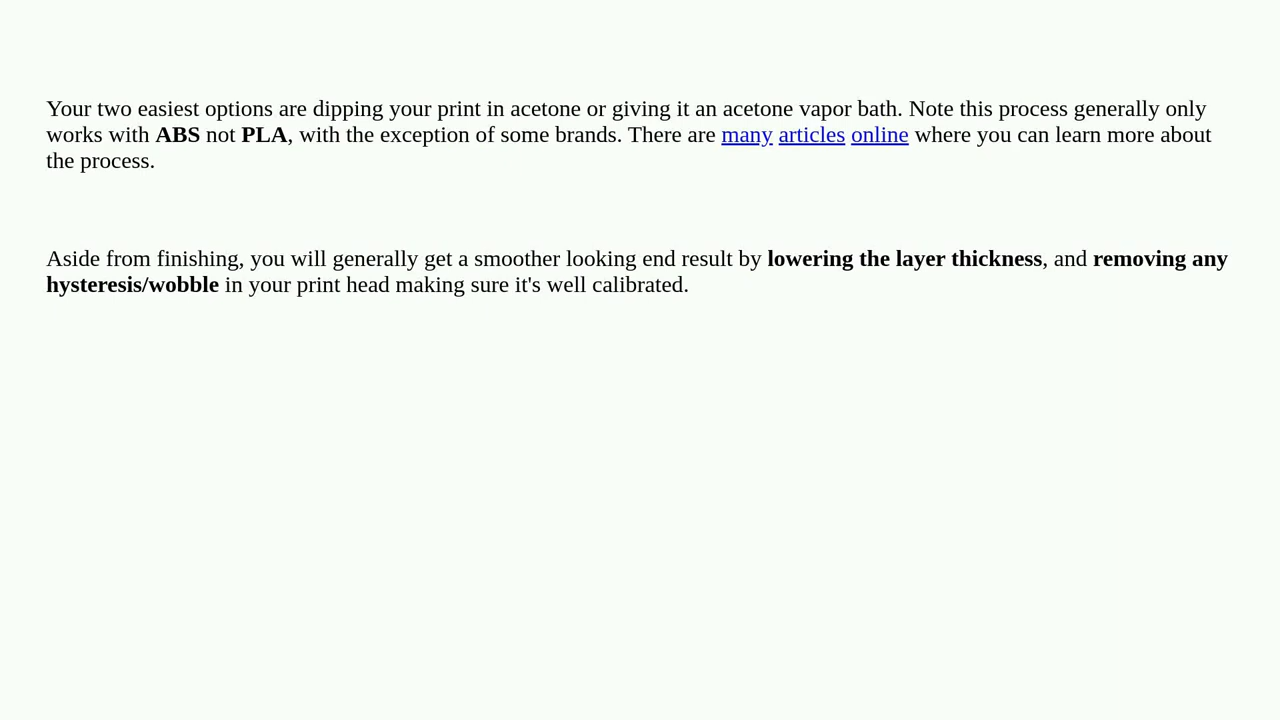 Your two easiest options are dipping your print in acetone or giving it an acetone vapor bath. Note this process generally only
works with ABS not PLA, with the exception of some brands. There are many articles online where you can learn more about
the process.
Aside from finishing, you will generally get a smoother looking end result by lowering the layer thickness, and removing any
hysteresis/wobble in your print head making sure it's well calibrated.